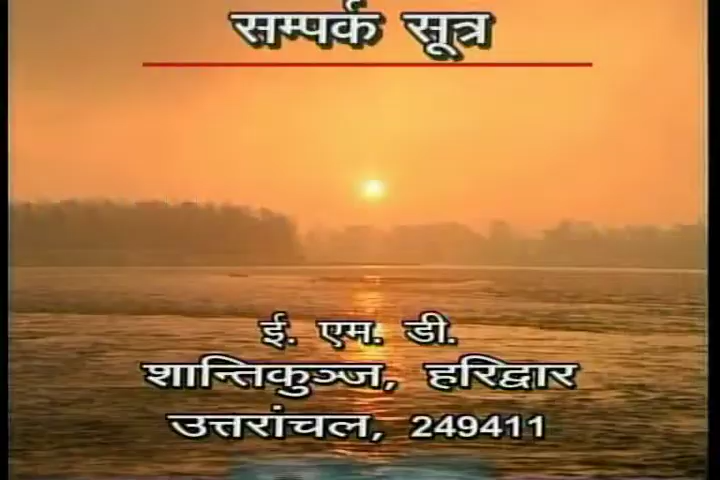 सम्पर्क सूत्र
ई. एम. डी.
शान्तिकुञ्ज, हरिद्वार
उत्तरांचल, 249411